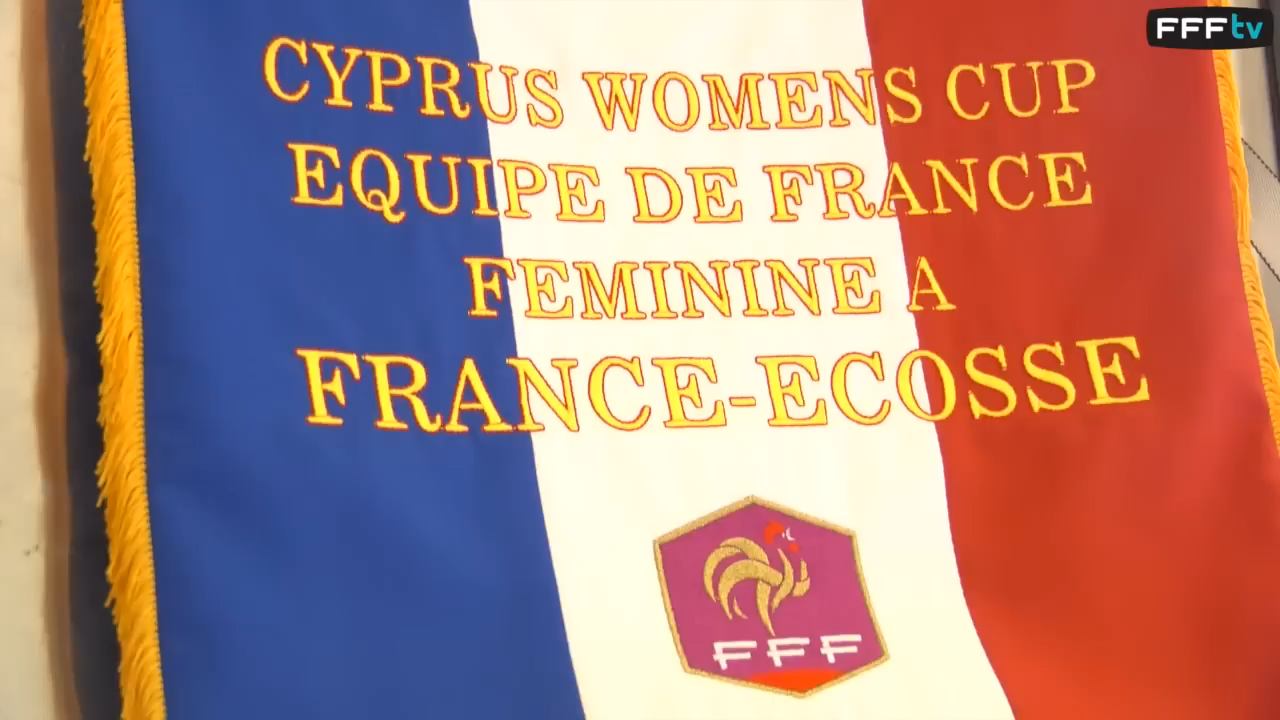 FFFtv
CYPRUS WOMENS CUP
EQUIPE DE FRANCE
FEMININE A
FRANCE-ECOSSE
FFF